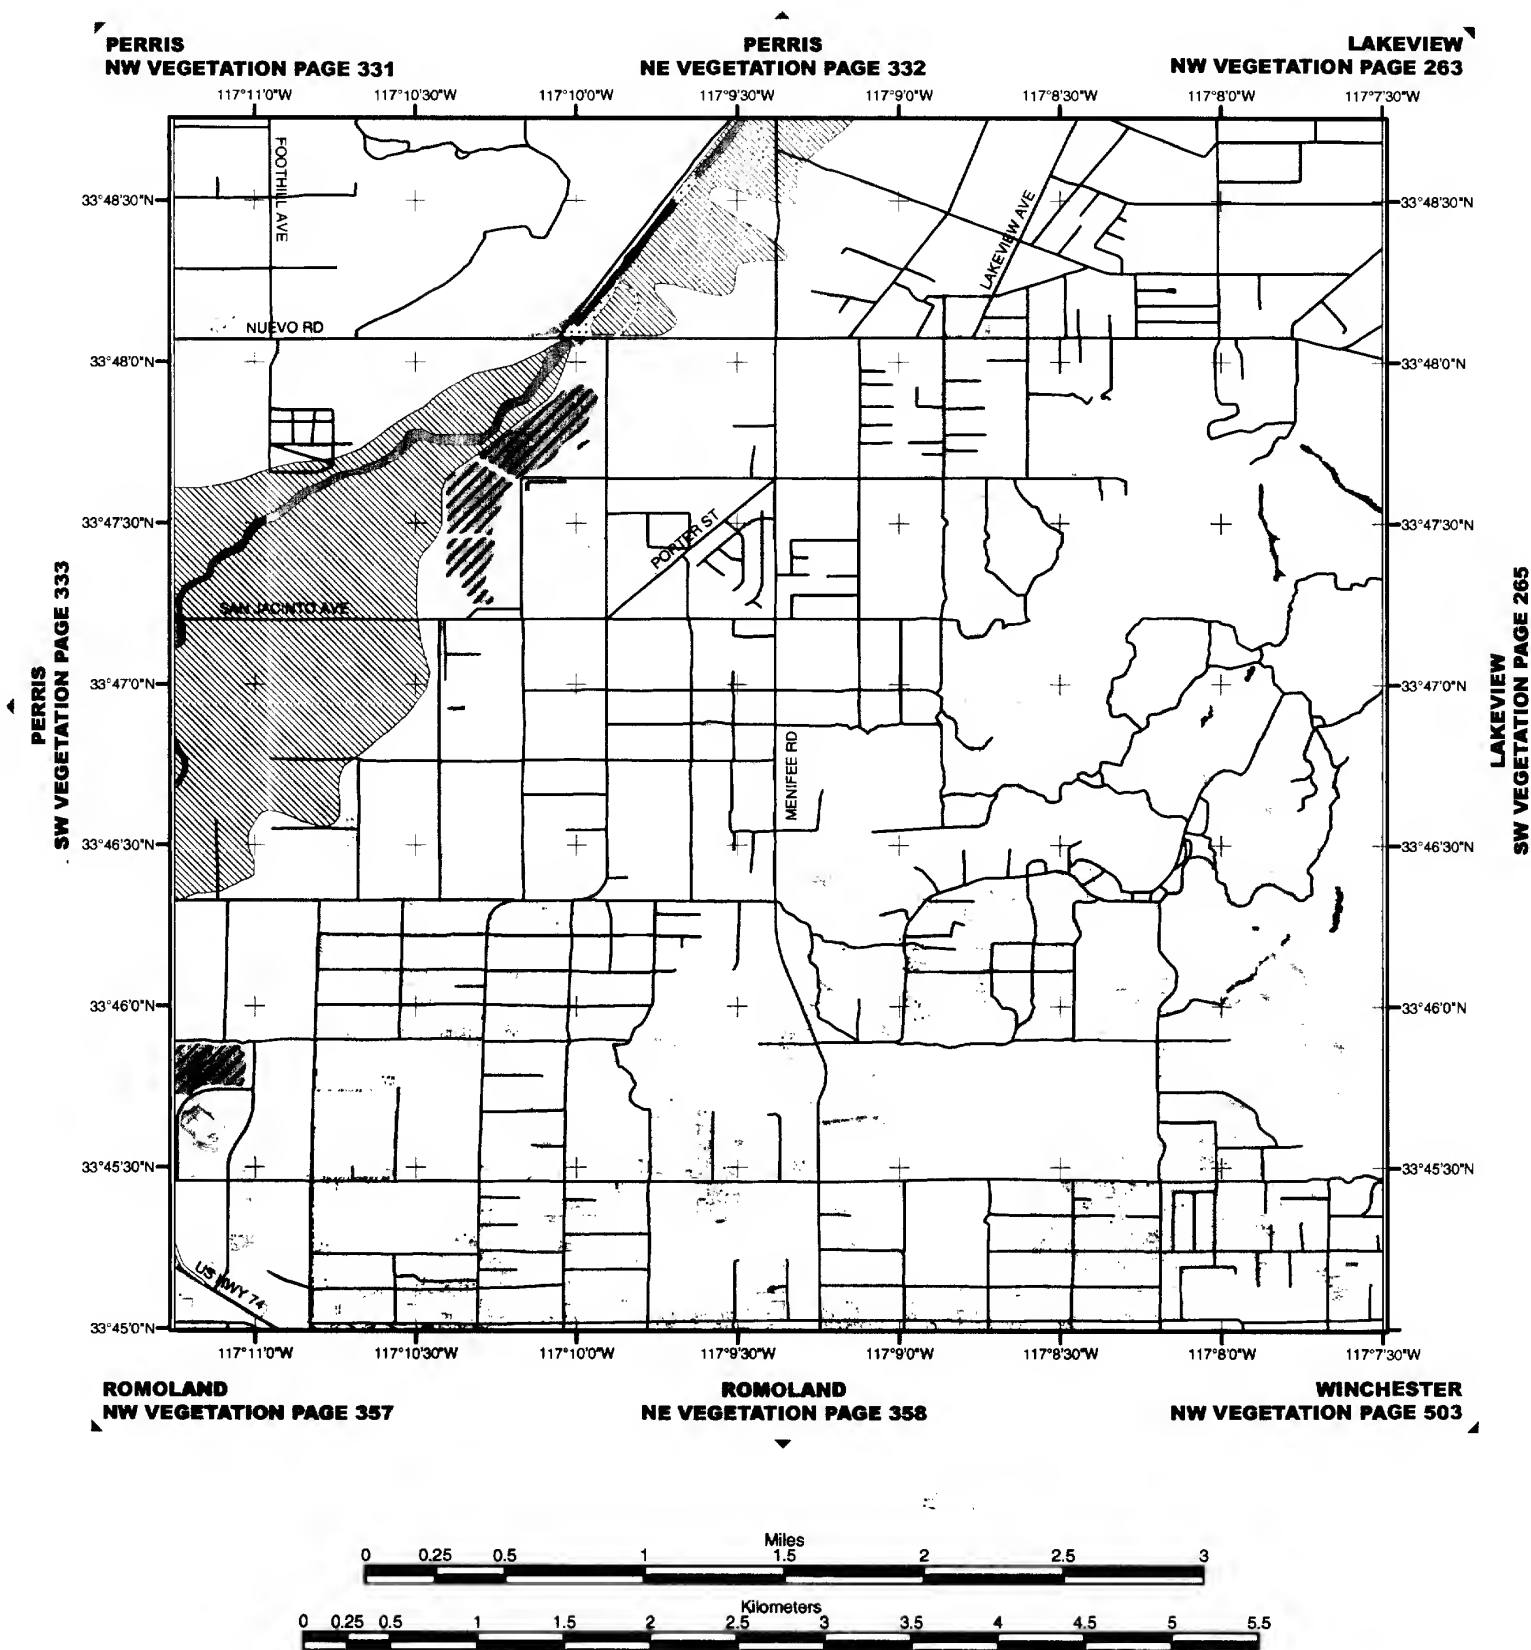 PERRIS
NW VEGETATION PAGE 331
PERRIS
NE VEGETATION PAGE 332
LAKEVIEW
NW VEGETATION PAGE 263
117°11'0"W 117°10'30"W 117°10'0"W 117°9'30"W 117°9'0"W 117°8'30"W 117°8'0"W 117°7'30"W
FOOTHILL AVE
33°48'30"N
LAKEVIEW AVE
33°48'30"N
NUEVO RD
33°48'0"N
33°48'0"N
33°47'30"N
PORTER ST
33°47'30"N
SAN JACINTO AVE
PERRIS
SW VEGETATION PAGE 333
LAKEVIEW
SW VEGETATION PAGE 265
33°47'0"N
33°47'0"N
MENIFEE RD
33°46'30"N
33°46'30"N
33°46'0"N
33°46'0"N
33°45'30"N
33°45'30"N
US HWY 74
33°45'0"N
117°11'0"W 117°10'30"W 117°10'0"W 117°9'30"W 117°9'0"W 117°8'30"W 117°8'0"W 117°7'30"W
ROMOLAND
NW VEGETATION PAGE 357
ROMOLAND
NE VEGETATION PAGE 358
WINCHESTER
NW VEGETATION PAGE 503
Miles
0 0.25 0.5 1 1.5 2 2.5 3
Kilometers
0 0.25 0.5 1 1.5 2 2.5 3 3.5 4 4.5 5 5.5